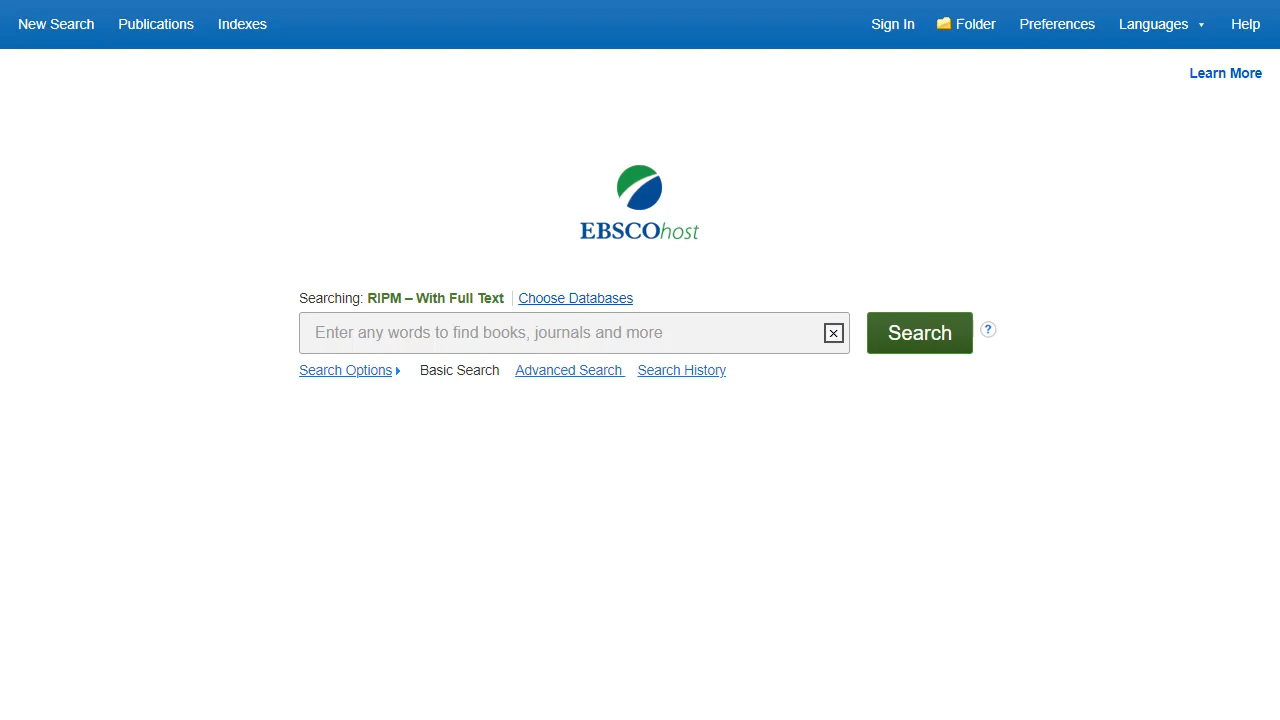 New Search Publications Indexes Sign In Folder Preferences Languages Help
Learn More
EBSCOhost
Searching: RIPM – With Full Text Choose Databases
Enter any words to find books, journals and more Search ?
Search Options Basic Search Advanced Search Search History